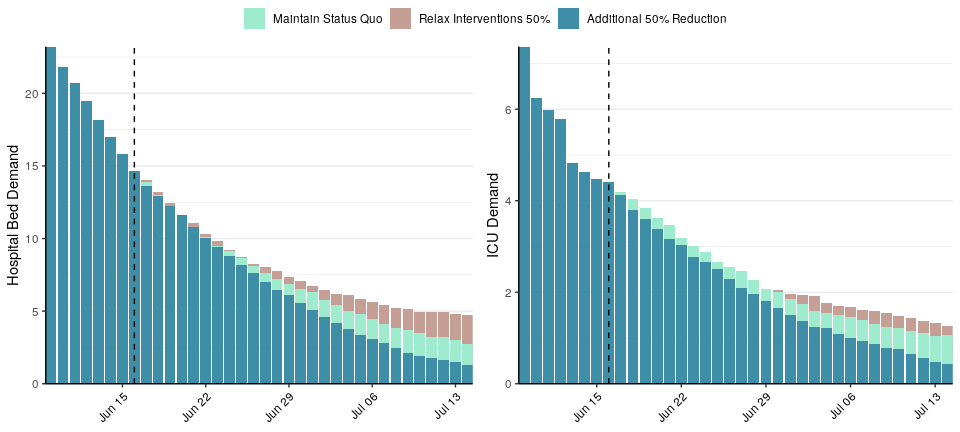 Maintain Status Quo Relax Interventions 50% Additional 50% Reduction
Hospital Bed Demand
20
15
10
5
0
Jun 15 Jun 22 Jun 29 Jul 06 Jul 13
ICU Demand
6
4
2
0
Jun 15 Jun 22 Jun 29 Jul 06 Jul 13